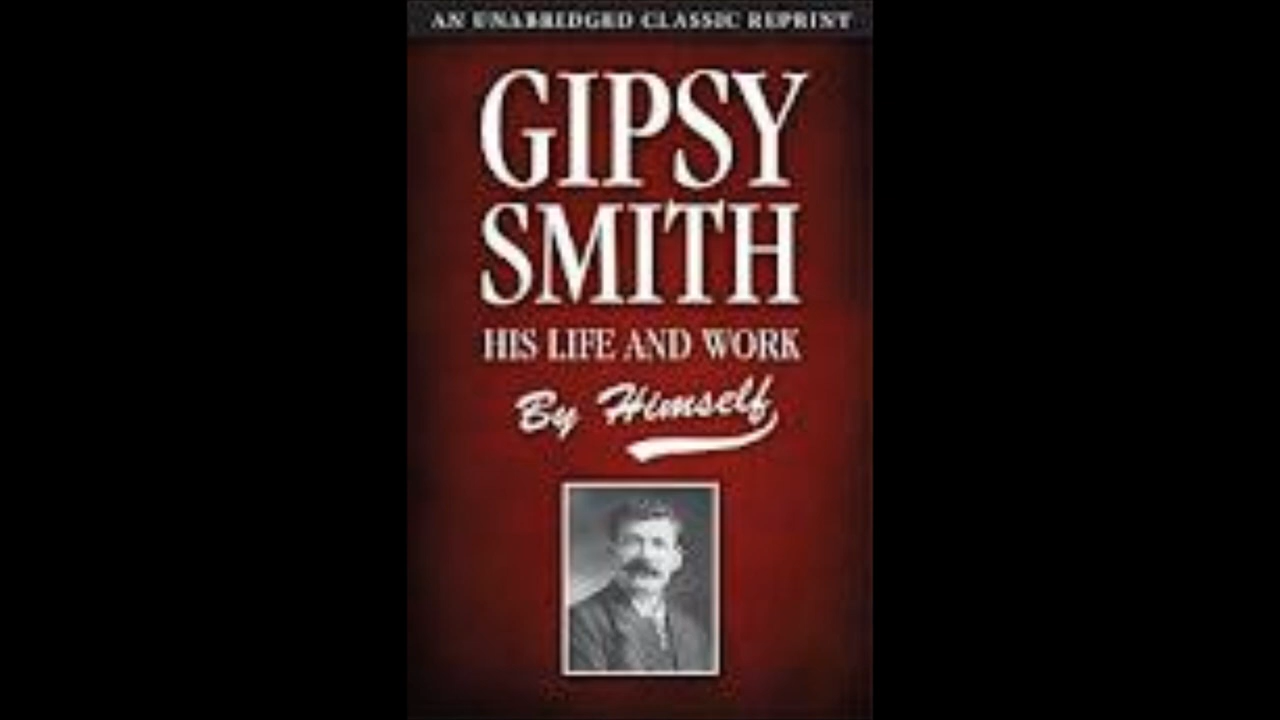 AN UNABRIDGED CLASSIC REPRINT
GIPSY
SMITH
HIS LIFE AND WORK
By Himself